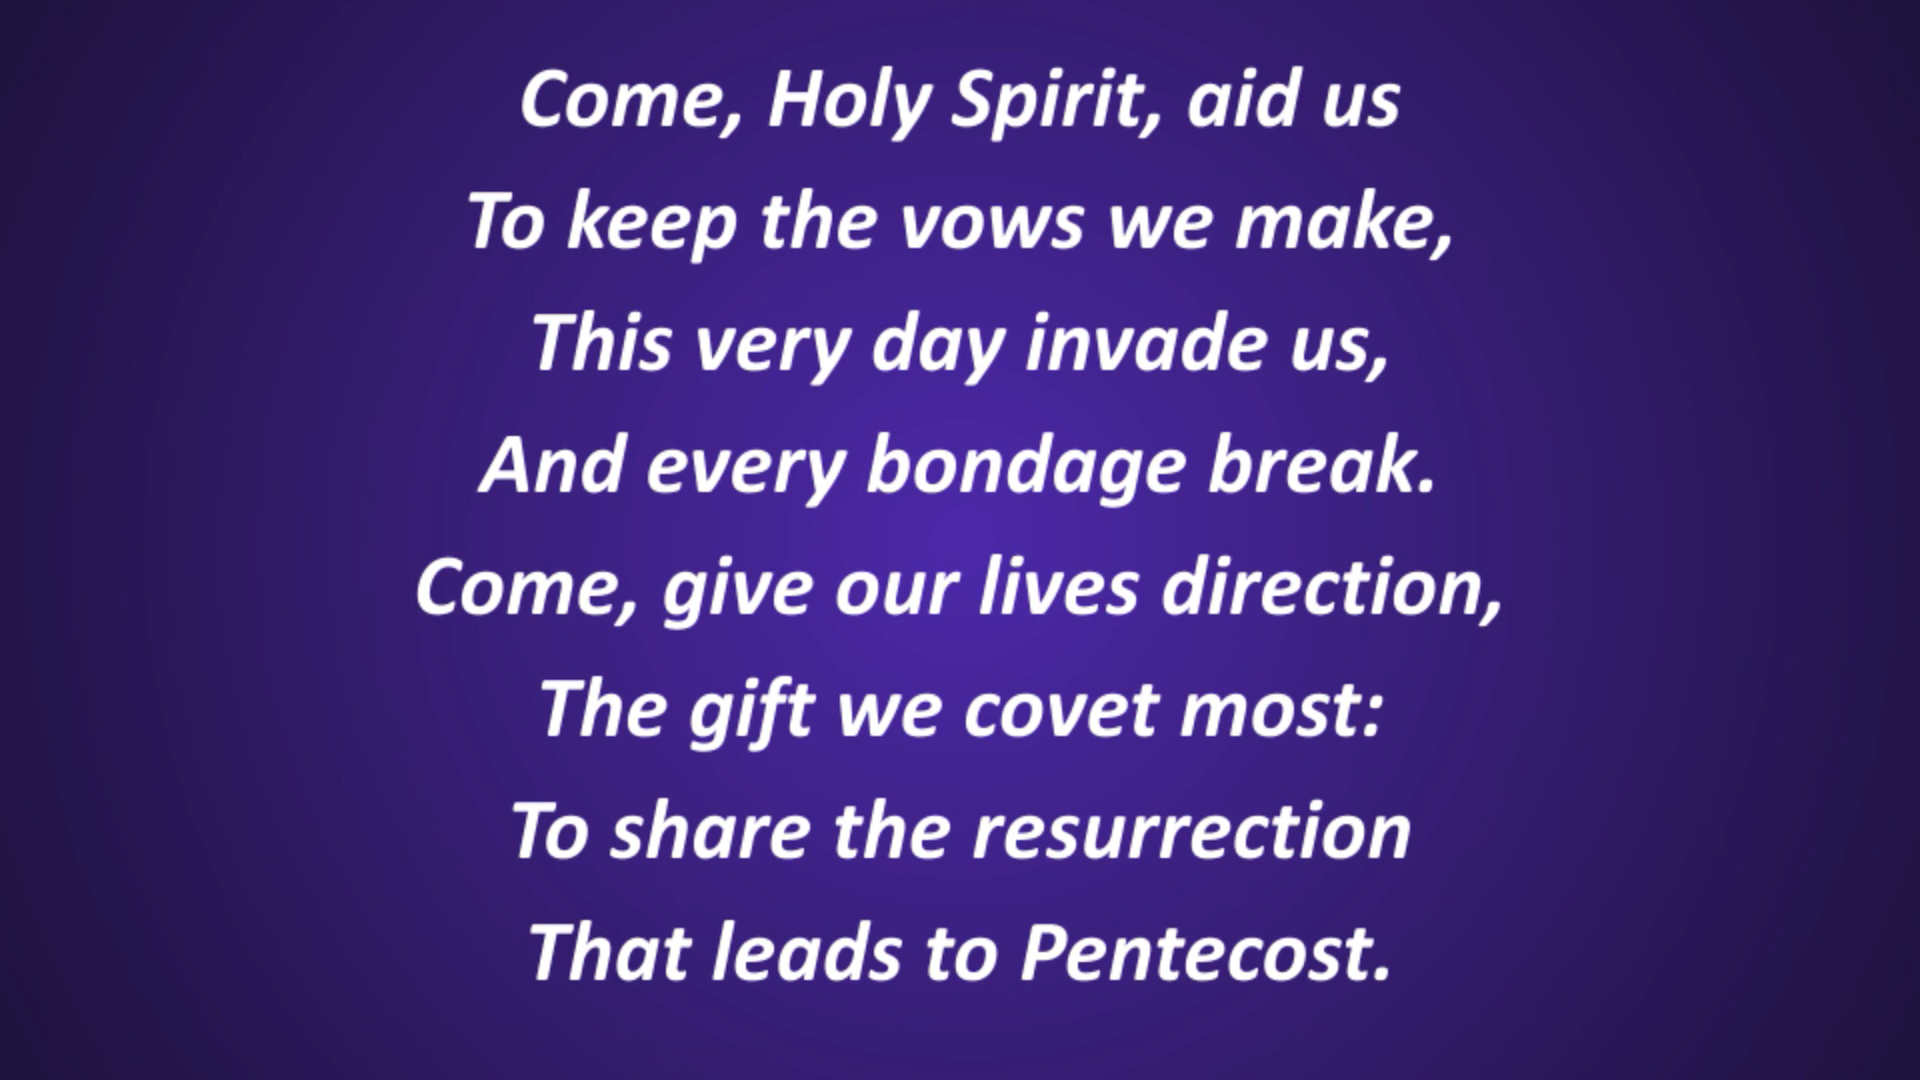 Come, Holy Spirit, aid us
To keep the vows we make,
This very day invade us,
And every bondage break.
Come, give our lives direction,
The gift we covet most:
To share the resurrection
That leads to Pentecost.